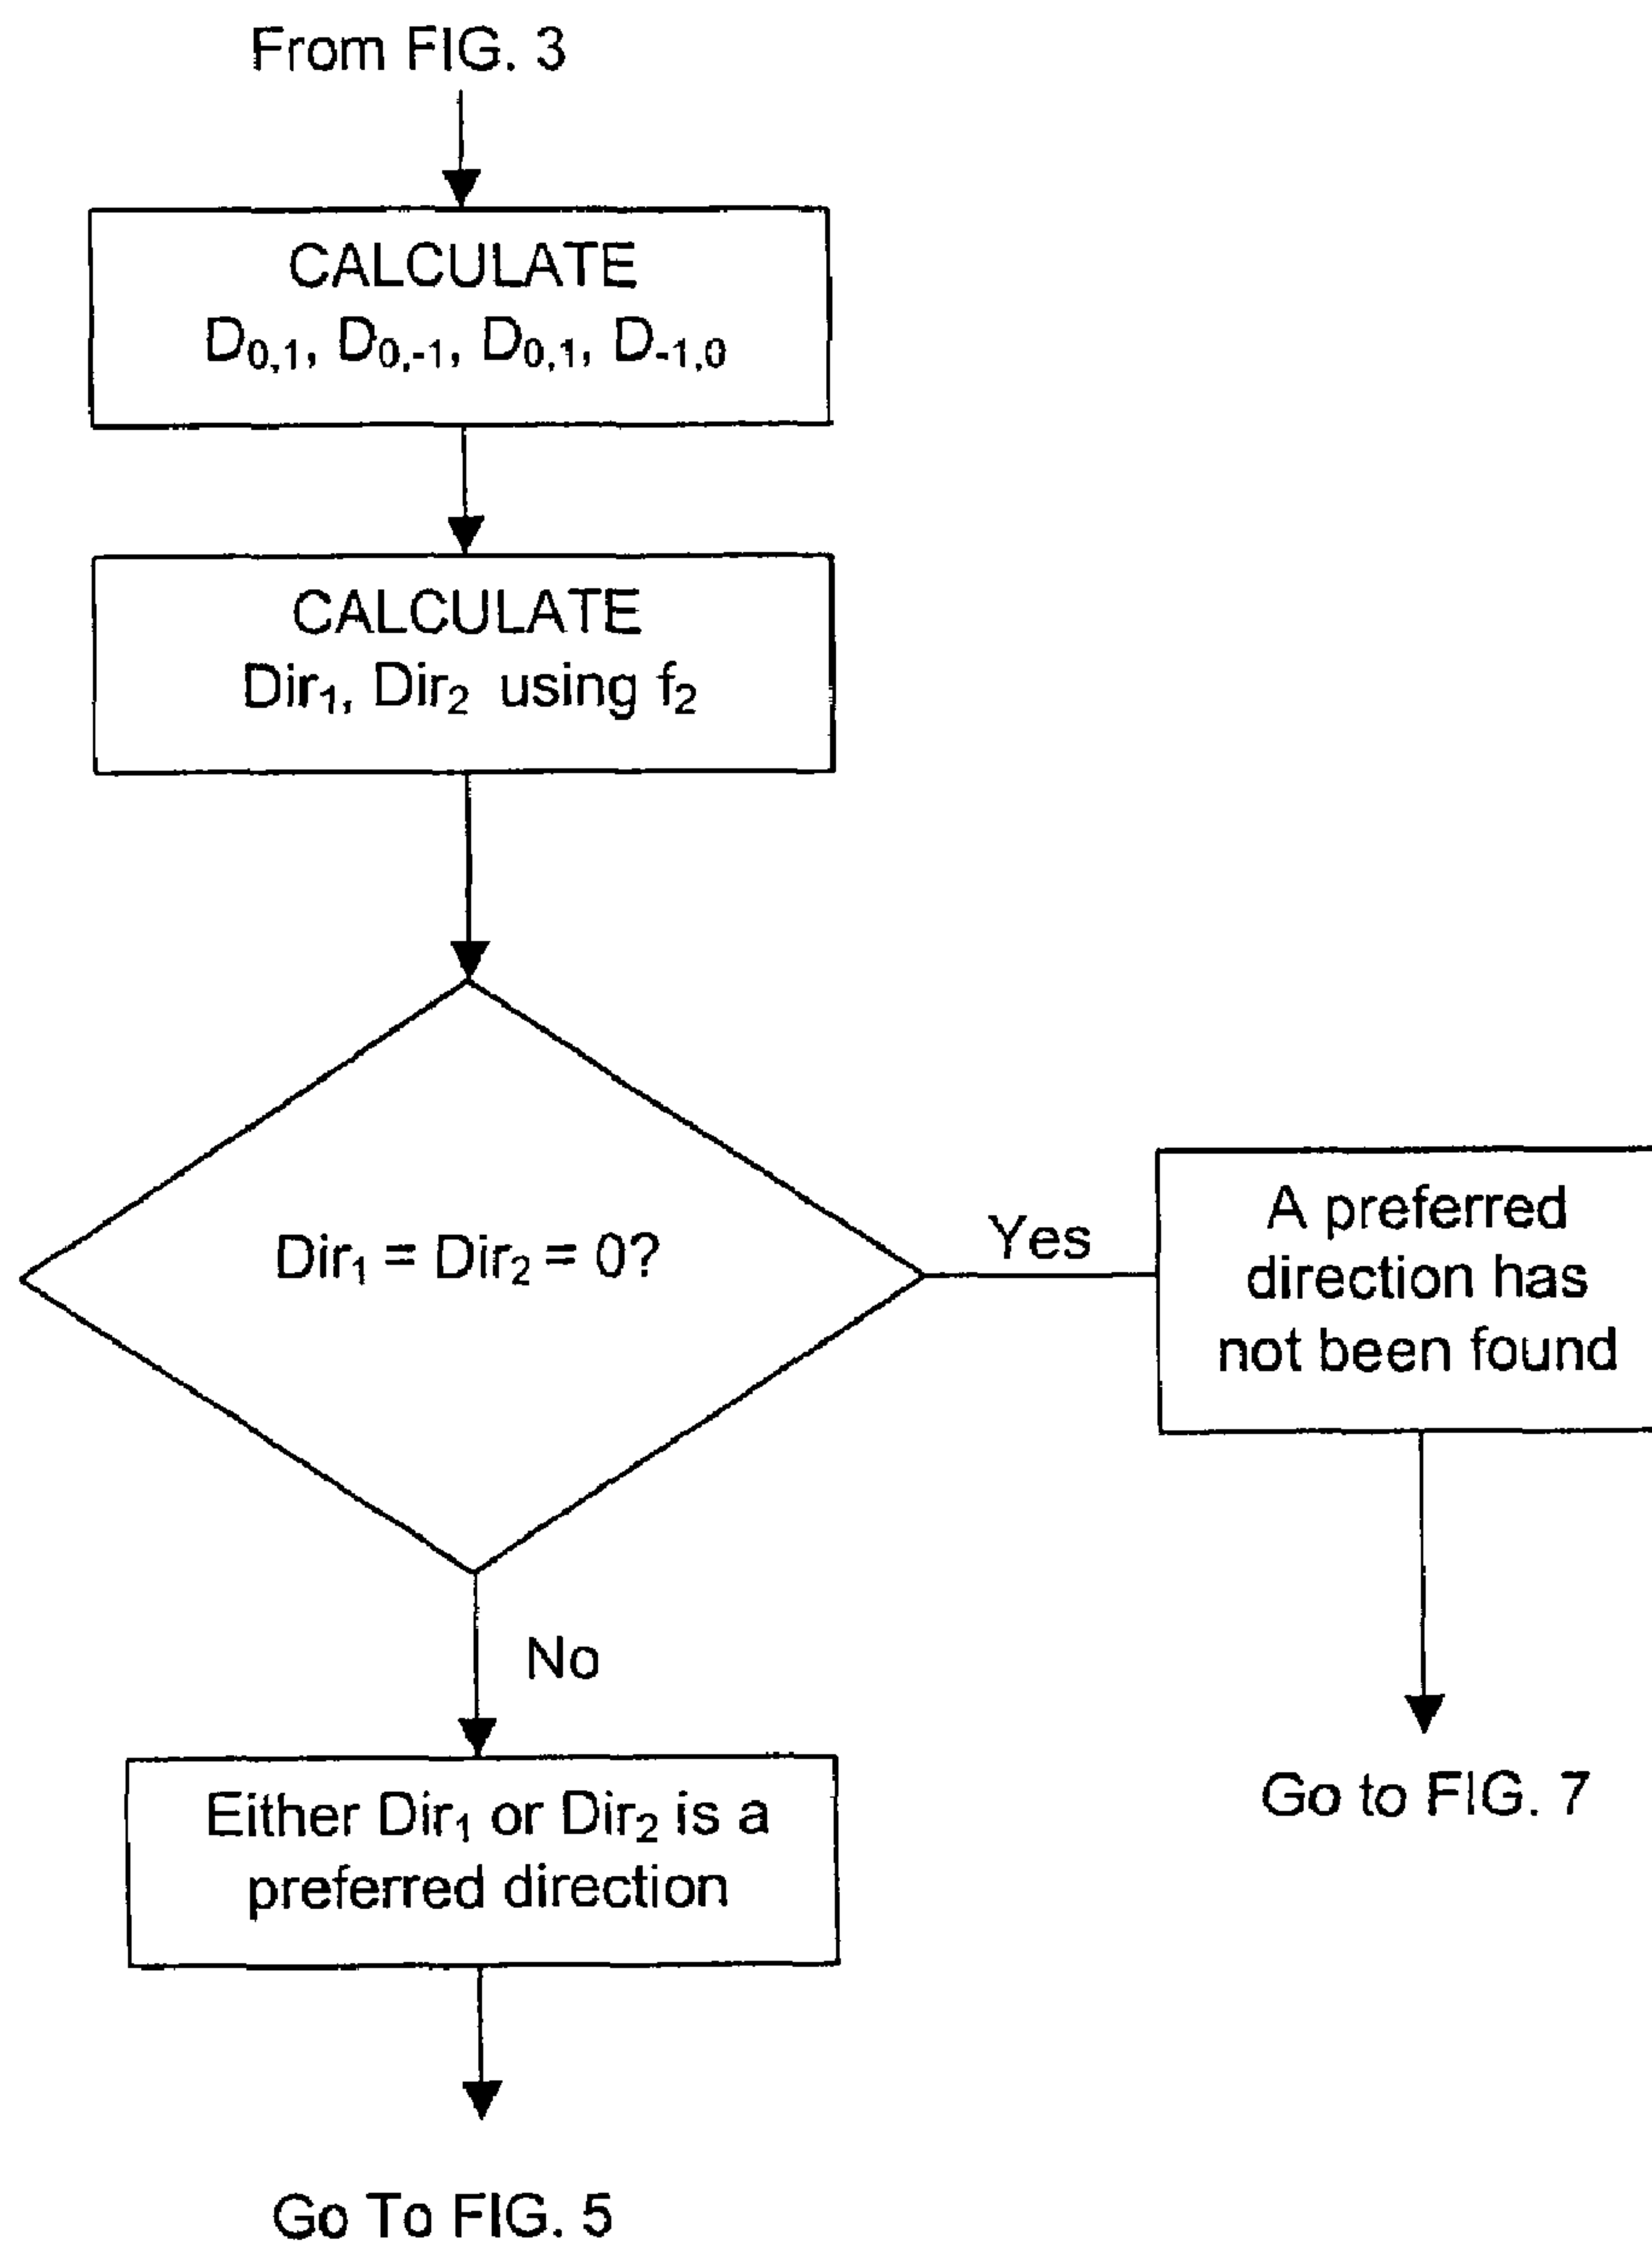 From FIG. 3
CALCULATE
D₀,₁, D₀,₋₁, D₀,₁, D₋₁,₀
CALCULATE
Dir₁, Dir₂ using f₂
Dir₁ = Dir₂ = 0?
Yes
A preferred
direction has
not been found
No
Go to FIG. 7
Either Dir₁ or Dir₂ is a
preferred direction
Go To FIG. 5